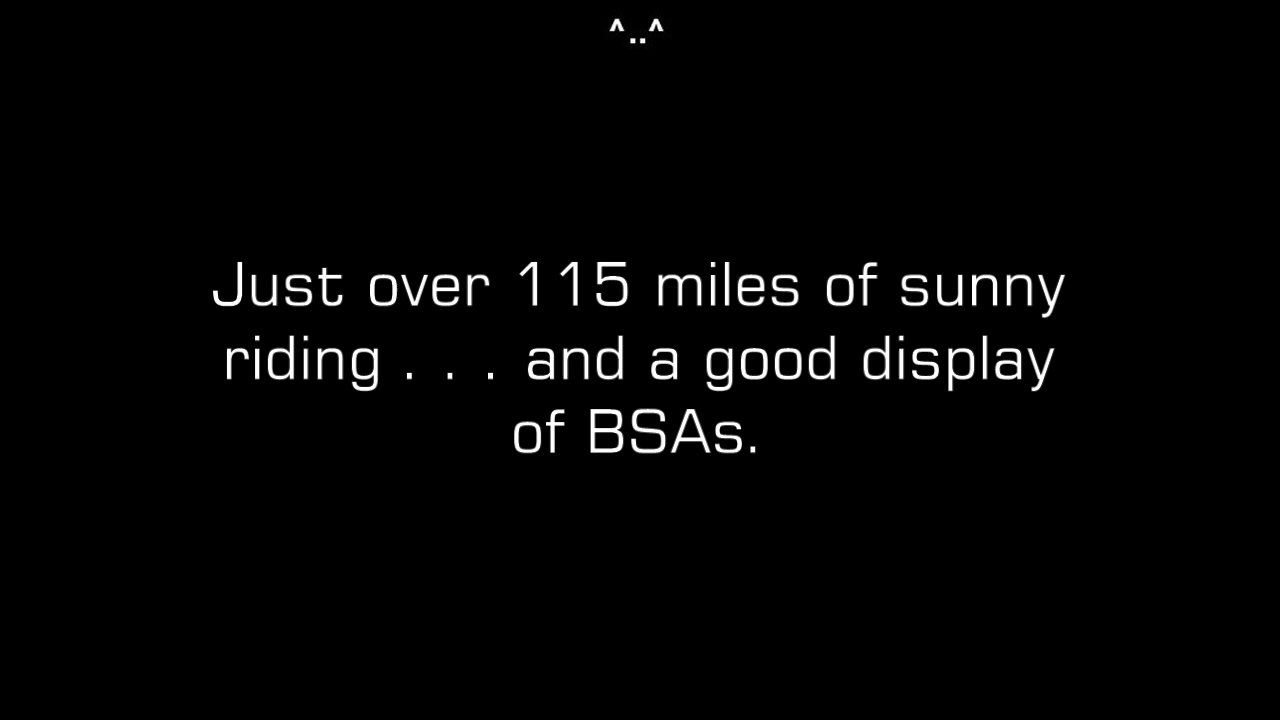 ^..^
Just over 115 miles of sunny
riding . . . and a good display
of BSAs.